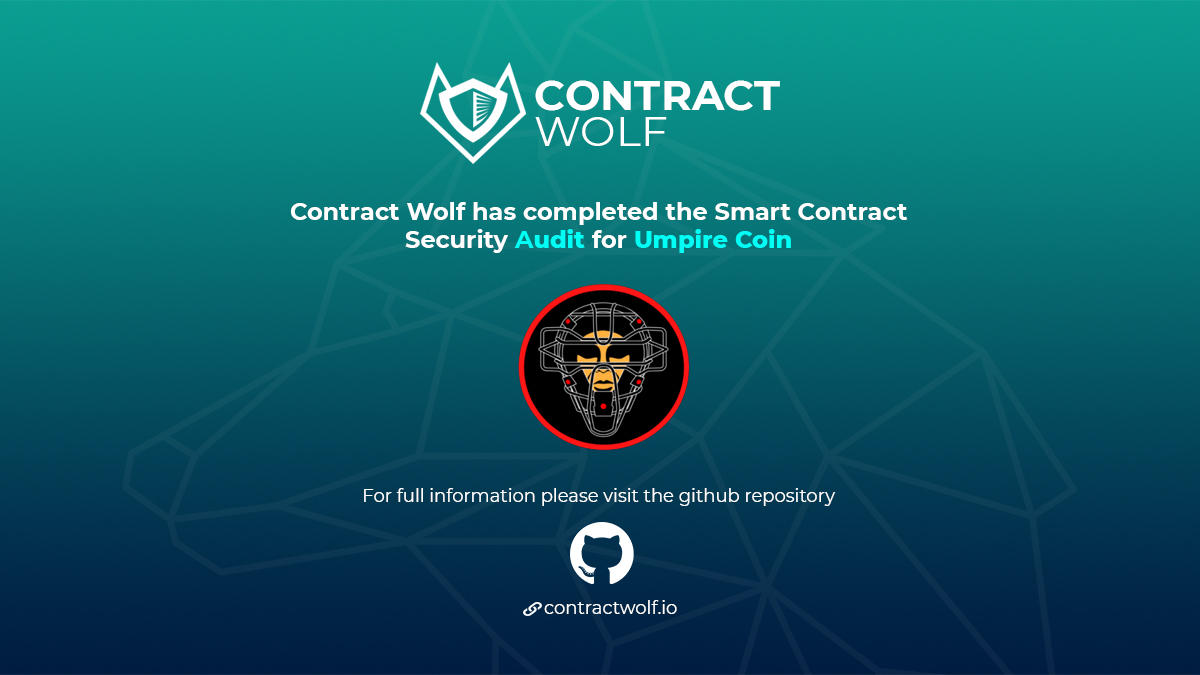 CONTRACT
WOLF
Contract Wolf has completed the Smart Contract
Security Audit for Umpire Coin
For full information please visit the github repository
contractwolf.io